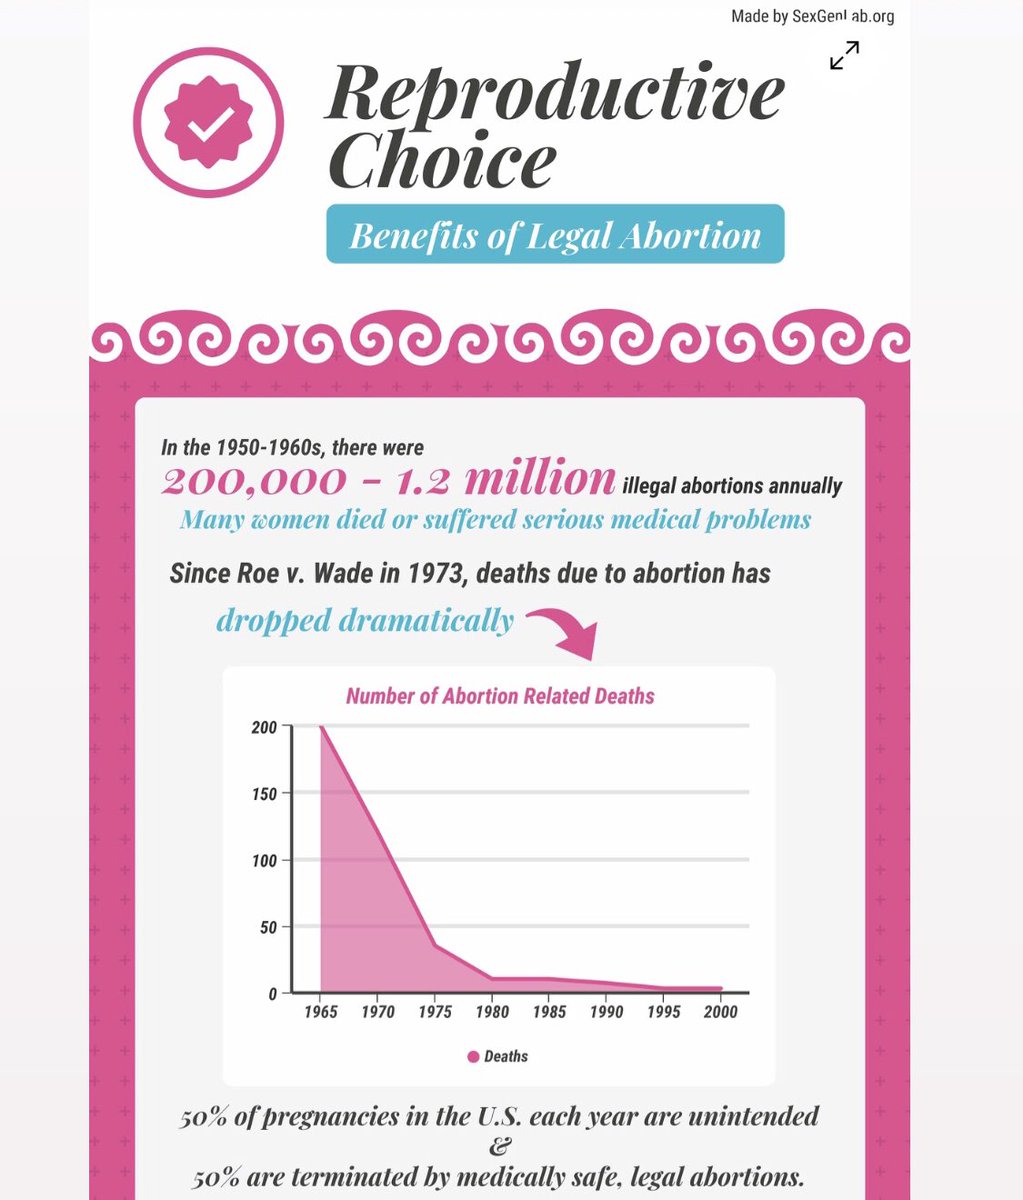 Made by SexGenLab.org
Reproductive
Choice
Benefits of Legal Abortion
In the 1950-1960s, there were
200,000 - 1.2 million illegal abortions annually
Many women died or suffered serious medical problems
Since Roe v. Wade in 1973, deaths due to abortion has
dropped dramatically
Number of Abortion Related Deaths
200
150
100
50
0
1965 1970 1975 1980 1985 1990 1995 2000
Deaths
50% of pregnancies in the U.S. each year are unintended
&
50% are terminated by medically safe, legal abortions.